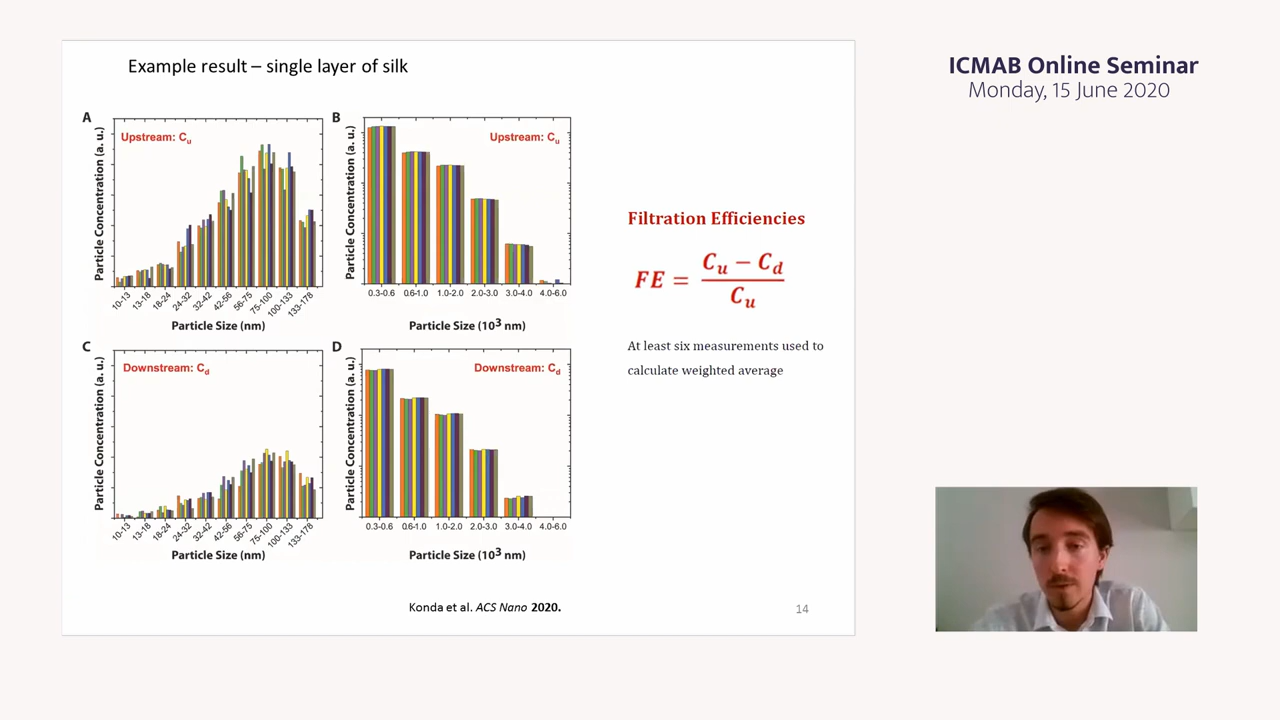 Example result – single layer of silk
ICMAB Online Seminar
Monday, 15 June 2020
A
Upstream: Cu
Particle Concentration (a. u.)
10-13
13-18
18-24
24-32
32-42
42-56
56-75
75-100
100-133
133-178
Particle Size (nm)
B
Upstream: Cu
Particle Concentration (a. u.)
0.3-0.6
0.6-1.0
1.0-2.0
2.0-3.0
3.0-4.0
4.0-6.0
Particle Size (10³ nm)
Filtration Efficiencies
FE = (Cu − Cd) / Cu
At least six measurements used to
calculate weighted average
C
Downstream: Cd
Particle Concentration (a. u.)
10-13
13-18
18-24
24-32
32-42
42-56
56-75
75-100
100-133
133-178
Particle Size (nm)
D
Downstream: Cd
Particle Concentration (a. u.)
0.3-0.6
0.6-1.0
1.0-2.0
2.0-3.0
3.0-4.0
4.0-6.0
Particle Size (10³ nm)
Konda et al. ACS Nano 2020.
14